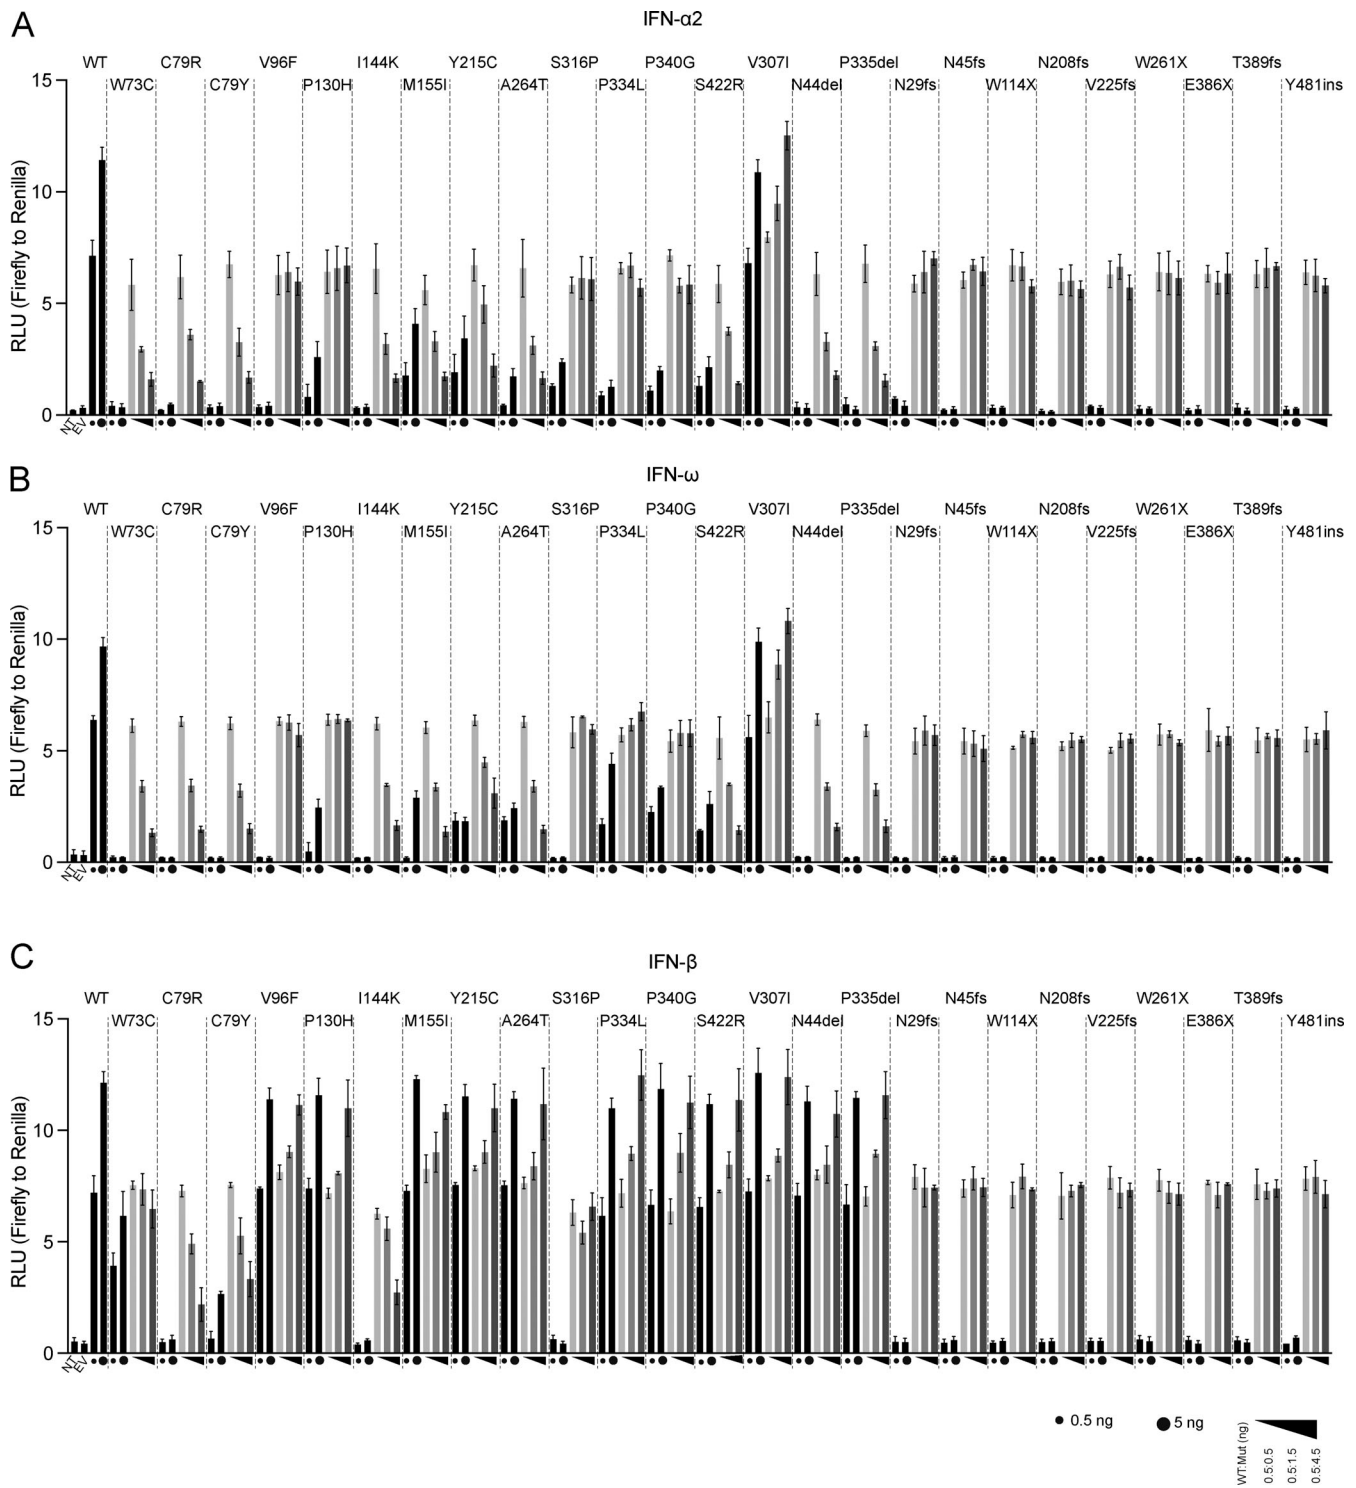 A
IFN-α2
WT C79R V96F I144K Y215C S316P P340G V307I P335del N45fs N208fs W261X T389fs
W73C C79Y P130H M155I A264T P334L S422R N44del N29fs W114X V225fs E386X Y481ins
RLU (Firefly to Renilla)
15
10
5
0
NT
EV
B
IFN-ω
WT C79R V96F I144K Y215C S316P P340G V307I P335del N45fs N208fs W261X T389fs
W73C C79Y P130H M155I A264T P334L S422R N44del N29fs W114X V225fs E386X Y481ins
RLU (Firefly to Renilla)
15
10
5
0
NT
EV
C
IFN-β
WT C79R V96F I144K Y215C S316P P340G V307I P335del N45fs N208fs W261X T389fs
W73C C79Y P130H M155I A264T P334L S422R N44del N29fs W114X V225fs E386X Y481ins
RLU (Firefly to Renilla)
15
10
5
0
NT
EV
0.5 ng
5 ng
WT:Mut (ng)
0.5:0.5
0.5:1.5
0.5:4.5